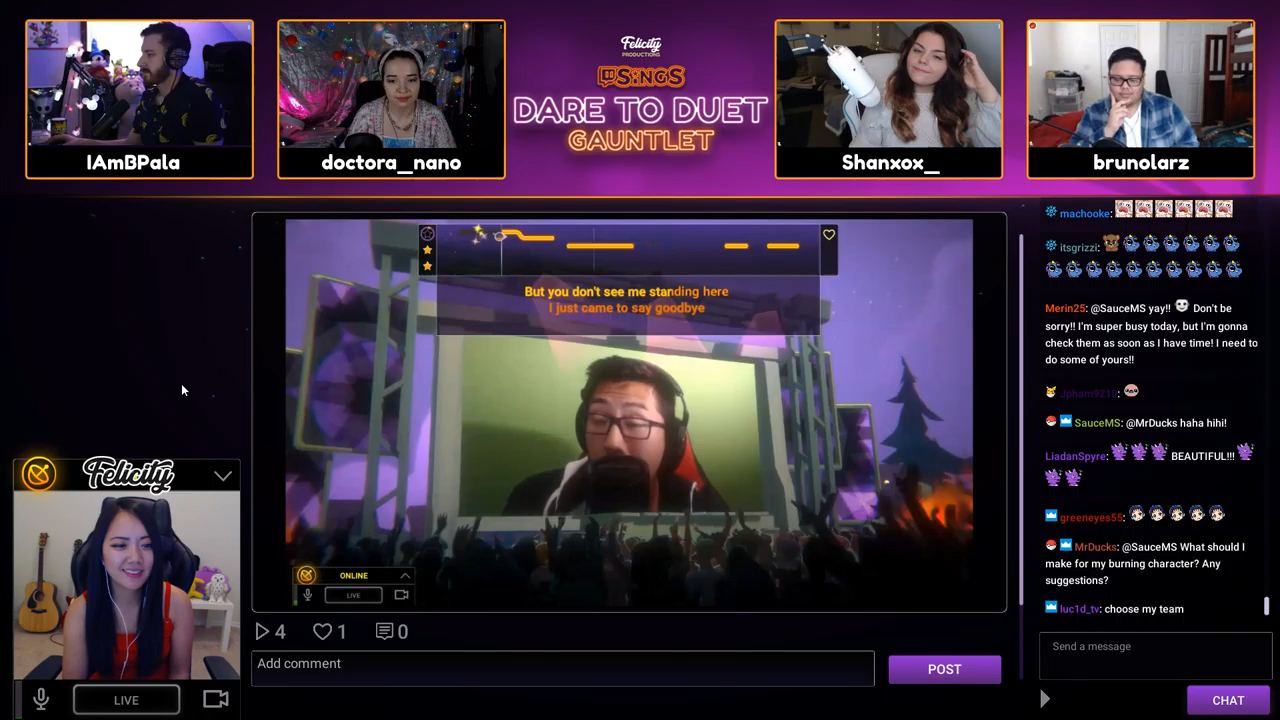 IAmBPala
doctora__nano
Felicity
PRODUCTIONS
SINGS
DARE TO DUET
GAUNTLET
Shanxox_
brunolarz
But you don't see me standing here
I just came to say goodbye
ONLINE
LIVE
4
1
0
Add comment
POST
Felicity
LIVE
machooke:
itsgrizzi:
Merin25: @SauceMS yay!! Don't be
sorry!! I'm super busy today, but I'm gonna
check them as soon as I have time! I need to
do some of yours!!
Jpham9210:
SauceMS: @MrDucks haha hihi!
LiadanSpyre: BEAUTIFUL!!!
greeneyes55:
MrDucks: @SauceMS What should I
make for my burning character? Any
suggestions?
luc1d_tv: choose my team
Send a message
CHAT